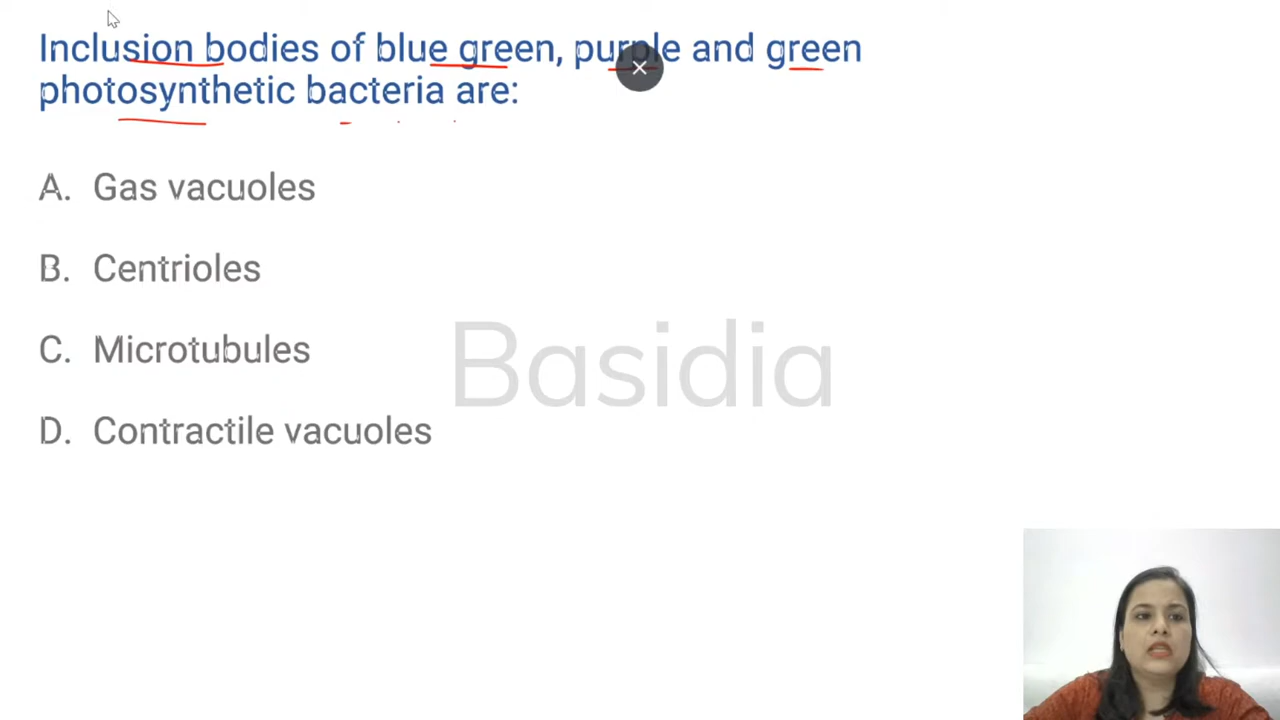 Inclusion bodies of blue green, purple and green
photosynthetic bacteria are:
A. Gas vacuoles
B. Centrioles
C. Microtubules
D. Contractile vacuoles
Basidia